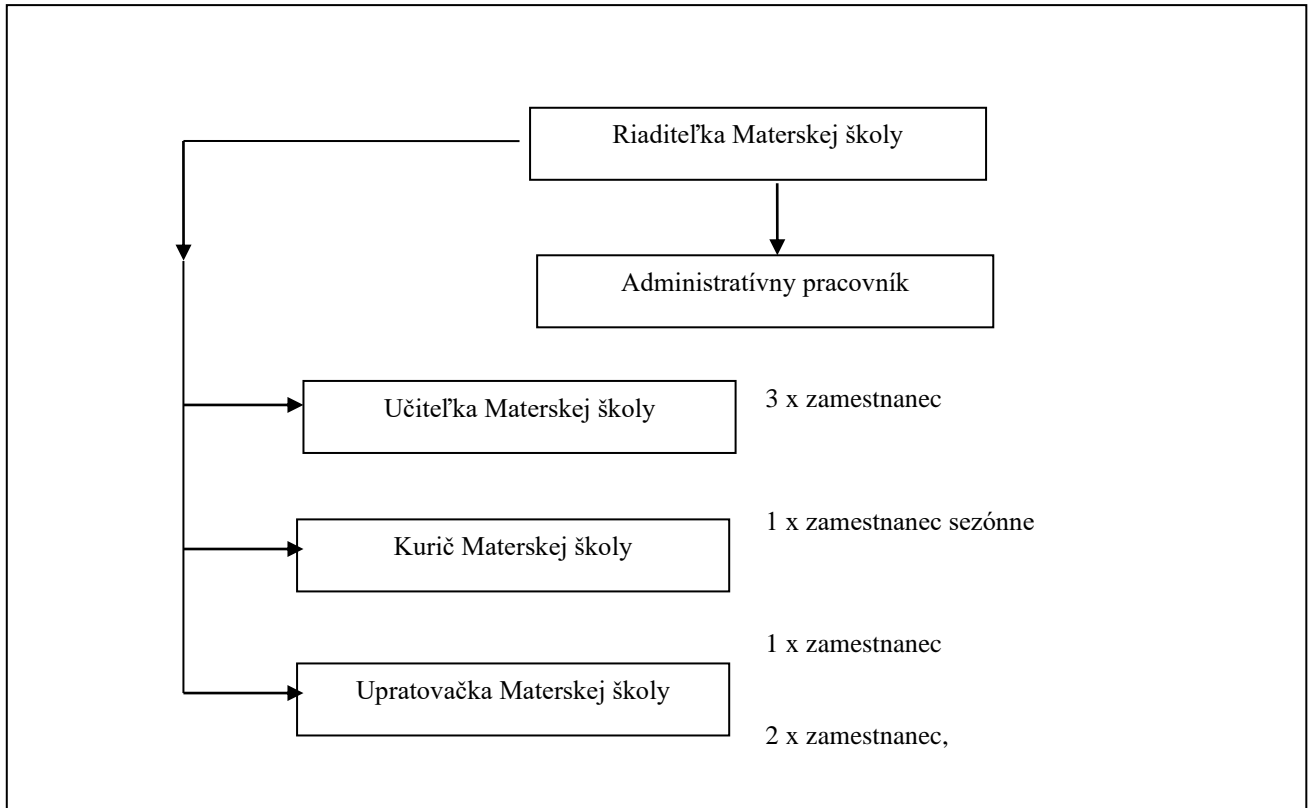 Riaditeľka Materskej školy
Administratívny pracovník
Učiteľka Materskej školy
3 x zamestnanec
1 x zamestnanec sezónne
Kurič Materskej školy
1 x zamestnanec
Upratovačka Materskej školy
2 x zamestnanec,